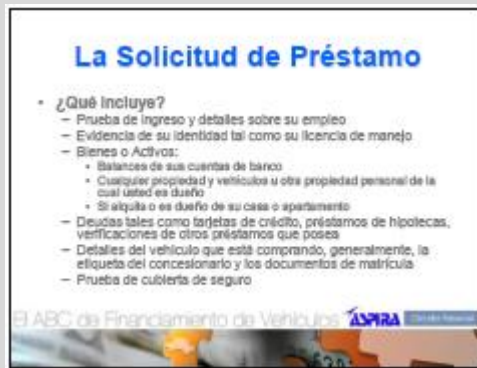 La Solicitud de Préstamo
• ¿Qué incluye?
– Prueba de ingreso y detalles sobre su empleo
– Evidencia de su identidad tal como su licencia de manejo
– Bienes o Activos:
• Balances de sus cuentas de banco
• Cualquier propiedad y vehículos u otra propiedad personal de la
cual usted es dueño
• Si alquila o es dueño de su casa o apartamento
– Deudas tales como tarjetas de crédito, préstamos de hipotecas,
verificaciones de otros préstamos que posea
– Detalles del vehículo que está comprando, generalmente, la
etiqueta del concesionario y los documentos de matrícula
– Prueba de cubierta de seguro
El ABC de Financiamiento de Vehículos ASPIRA